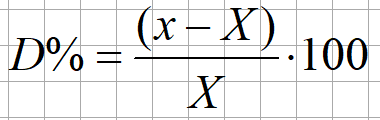 D% = (x − X) / X · 100